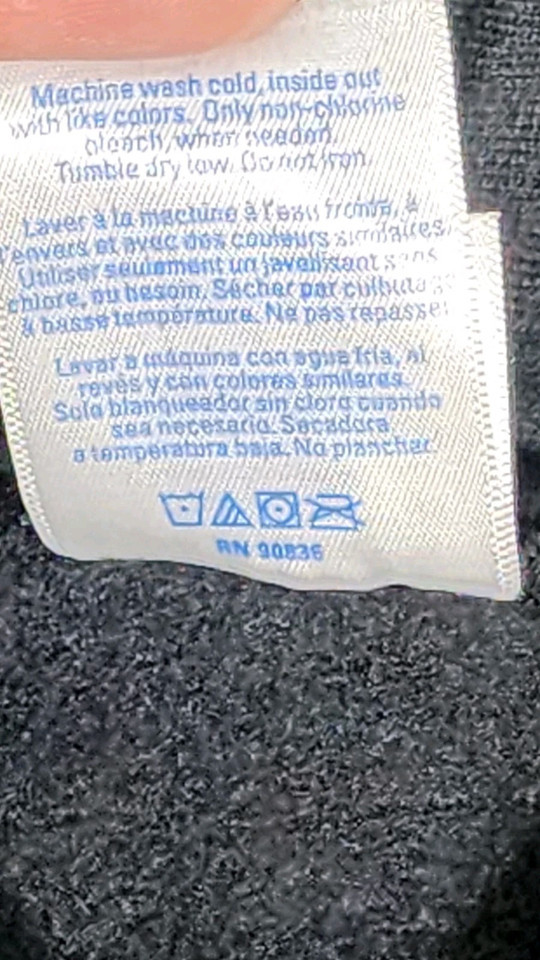 Machine wash cold, inside out
with like colors. Only non-chlorine
bleach, when needed.
Tumble dry low. Do not iron.
Laver à la machine à l'eau froide, à
l'envers et avec des couleurs similaires.
Utiliser seulement un javellisant sans
chlore, au besoin. Sécher par culbutage
à basse température. Ne pas repasser.
Lavar a máquina con agua fría, al
revés y con colores similares.
Solo blanqueador sin cloro cuando
sea necesario. Secadora
a temperatura baja. No planchar.
RN 90836